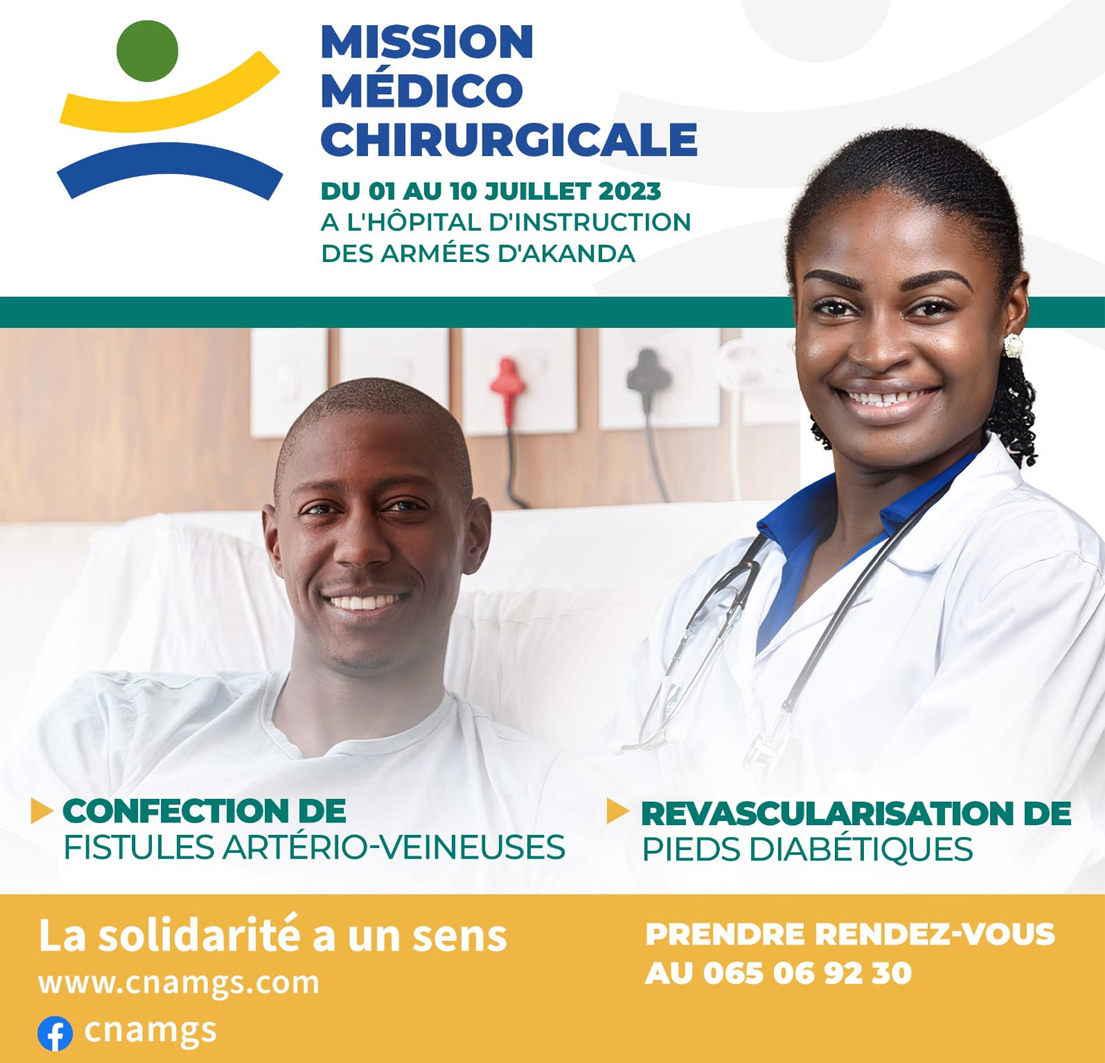 MISSION
MÉDICO
CHIRURGICALE
DU 01 AU 10 JUILLET 2023
A L'HÔPITAL D'INSTRUCTION
DES ARMÉES D'AKANDA
CONFECTION DE
FISTULES ARTÉRIO-VEINEUSES
REVASCULARISATION DE
PIEDS DIABÉTIQUES
La solidarité a un sens
www.cnamgs.com
cnamgs
PRENDRE RENDEZ-VOUS
AU 065 06 92 30